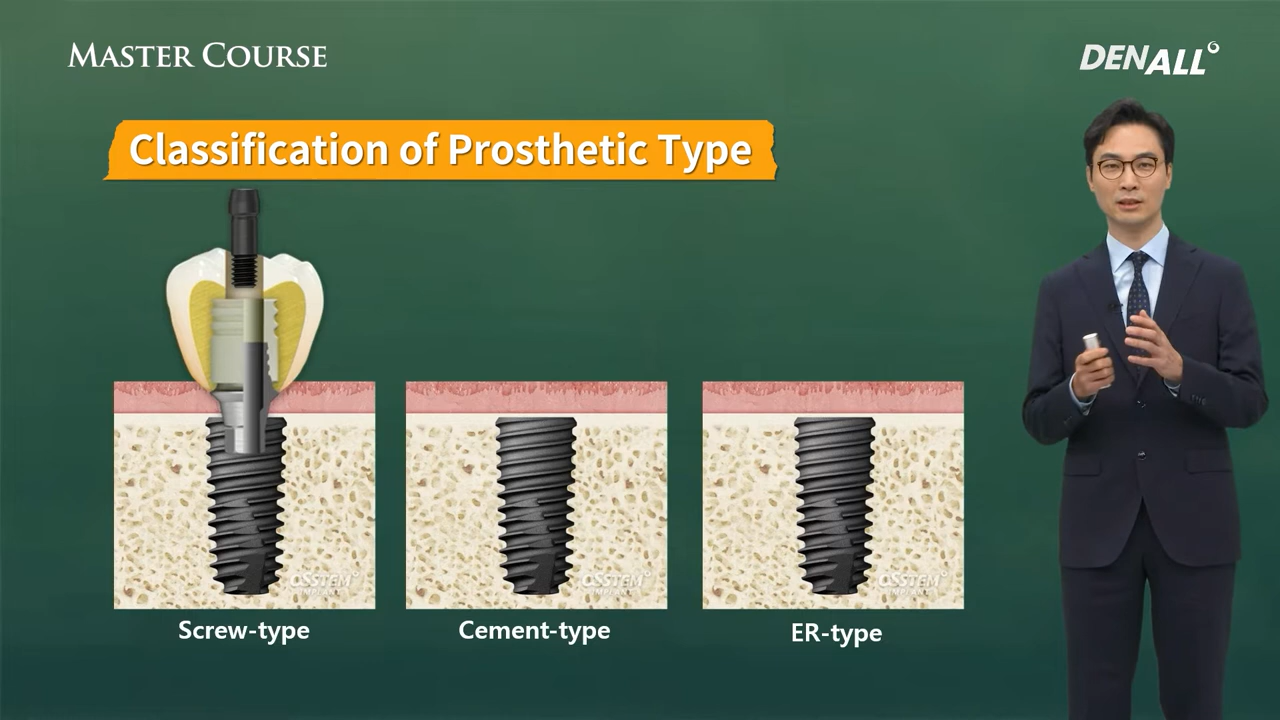 MASTER COURSE
DENALL
Classification of Prosthetic Type
OSSTEM
IMPLANT
OSSTEM
IMPLANT
OSSTEM
IMPLANT
Screw-type
Cement-type
ER-type